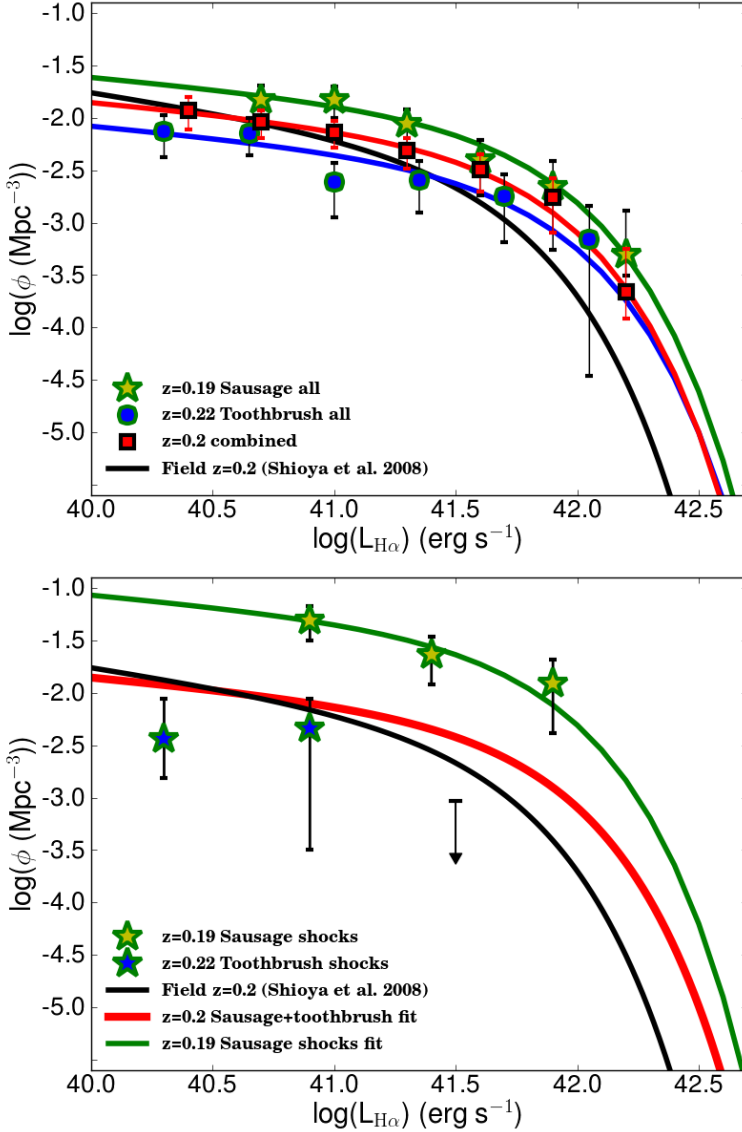 -1.0
-1.5
-2.0
-2.5
-3.0
-3.5
-4.0
-4.5
-5.0
log(ϕ (Mpc⁻³))
z=0.19 Sausage all
z=0.22 Toothbrush all
z=0.2 combined
Field z=0.2 (Shioya et al. 2008)
40.0 40.5 41.0 41.5 42.0 42.5
log(L_Hα) (erg s⁻¹)
-1.0
-1.5
-2.0
-2.5
-3.0
-3.5
-4.0
-4.5
-5.0
log(ϕ (Mpc⁻³))
z=0.19 Sausage shocks
z=0.22 Toothbrush shocks
Field z=0.2 (Shioya et al. 2008)
z=0.2 Sausage+toothbrush fit
z=0.19 Sausage shocks fit
40.0 40.5 41.0 41.5 42.0 42.5
log(L_Hα) (erg s⁻¹)